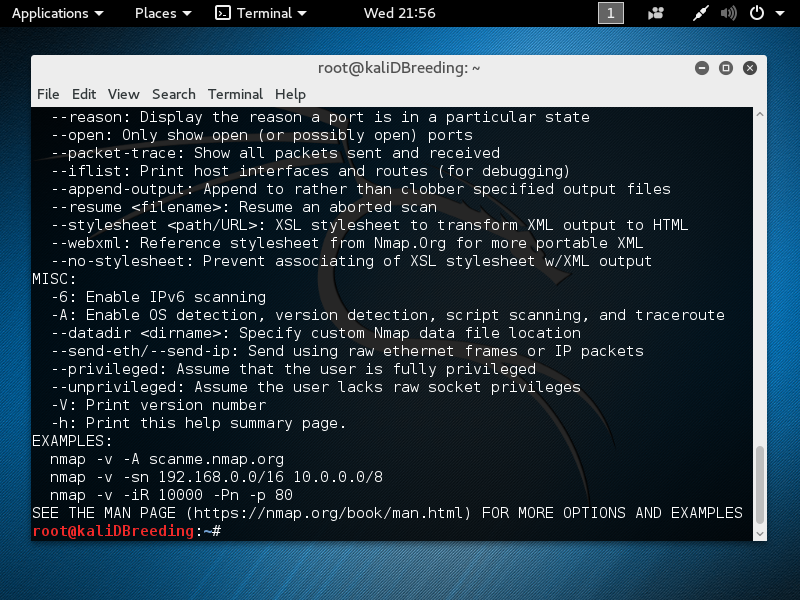 Applications Places Terminal Wed 21:56 1
root@kaliDBreeding: ~
File Edit View Search Terminal Help
--reason: Display the reason a port is in a particular state
--open: Only show open (or possibly open) ports
--packet-trace: Show all packets sent and received
--iflist: Print host interfaces and routes (for debugging)
--append-output: Append to rather than clobber specified output files
--resume <filename>: Resume an aborted scan
--stylesheet <path/URL>: XSL stylesheet to transform XML output to HTML
--webxml: Reference stylesheet from Nmap.Org for more portable XML
--no-stylesheet: Prevent associating of XSL stylesheet w/XML output
MISC:
-6: Enable IPv6 scanning
-A: Enable OS detection, version detection, script scanning, and traceroute
--datadir <dirname>: Specify custom Nmap data file location
--send-eth/--send-ip: Send using raw ethernet frames or IP packets
--privileged: Assume that the user is fully privileged
--unprivileged: Assume the user lacks raw socket privileges
-V: Print version number
-h: Print this help summary page.
EXAMPLES:
nmap -v -A scanme.nmap.org
nmap -v -sn 192.168.0.0/16 10.0.0.0/8
nmap -v -iR 10000 -Pn -p 80
SEE THE MAN PAGE (https://nmap.org/book/man.html) FOR MORE OPTIONS AND EXAMPLES
root@kaliDBreeding:~#